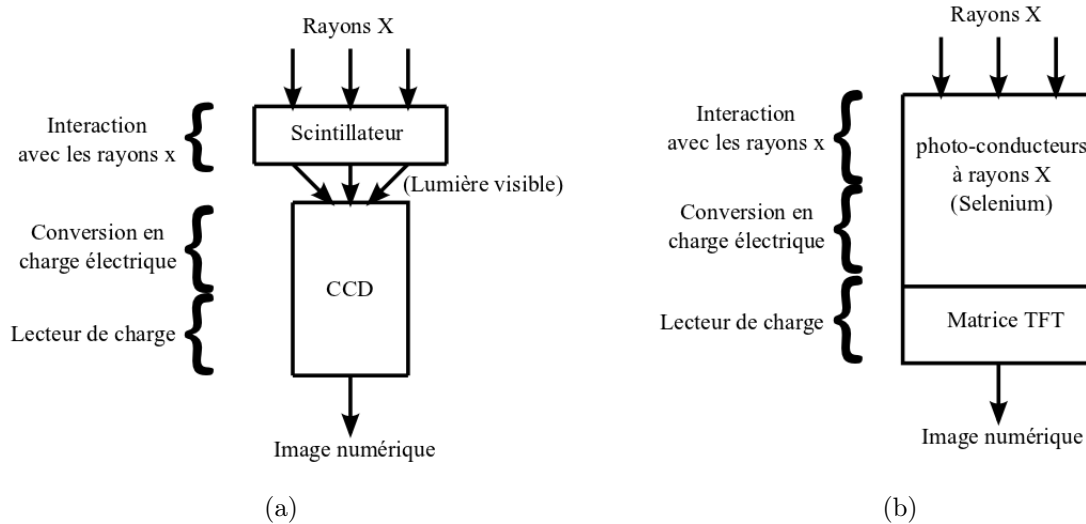 Rayons X
Interaction
avec les rayons x
Scintillateur
(Lumière visible)
Conversion en
charge électrique
CCD
Lecteur de charge
Image numérique
(a)
Rayons X
Interaction
avec les rayons x
photo-conducteurs
à rayons X
(Selenium)
Conversion en
charge électrique
Lecteur de charge
Matrice TFT
Image numérique
(b)